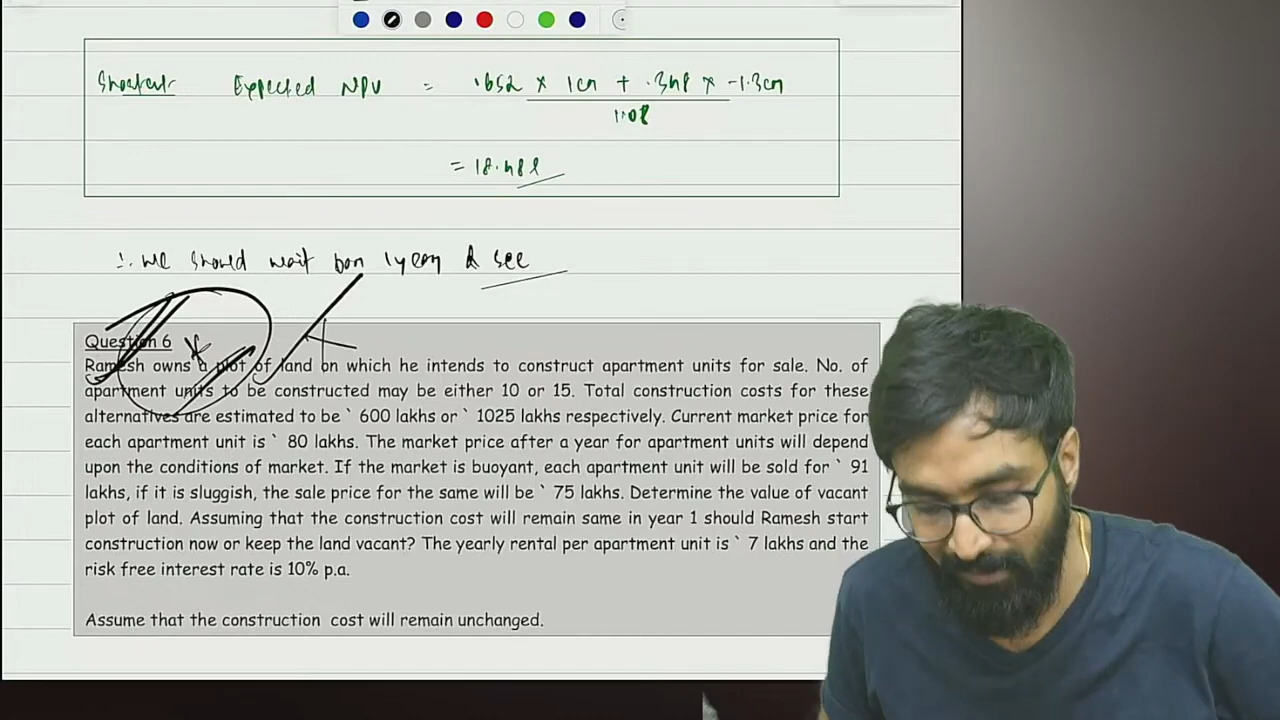 Shortcut Expected NPV = .652 × 1cr + .348 × -1.3cr
1.08
= 18.48l
∴ we should wait for 1 year & see
Question 6
Ramesh owns a plot of land on which he intends to construct apartment units for sale. No. of
apartment units to be constructed may be either 10 or 15. Total construction costs for these
alternatives are estimated to be ` 600 lakhs or ` 1025 lakhs respectively. Current market price for
each apartment unit is ` 80 lakhs. The market price after a year for apartment units will depend
upon the conditions of market. If the market is buoyant, each apartment unit will be sold for ` 91
lakhs, if it is sluggish, the sale price for the same will be ` 75 lakhs. Determine the value of vacant
plot of land. Assuming that the construction cost will remain same in year 1 should Ramesh start
construction now or keep the land vacant? The yearly rental per apartment unit is ` 7 lakhs and the
risk free interest rate is 10% p.a.
Assume that the construction cost will remain unchanged.